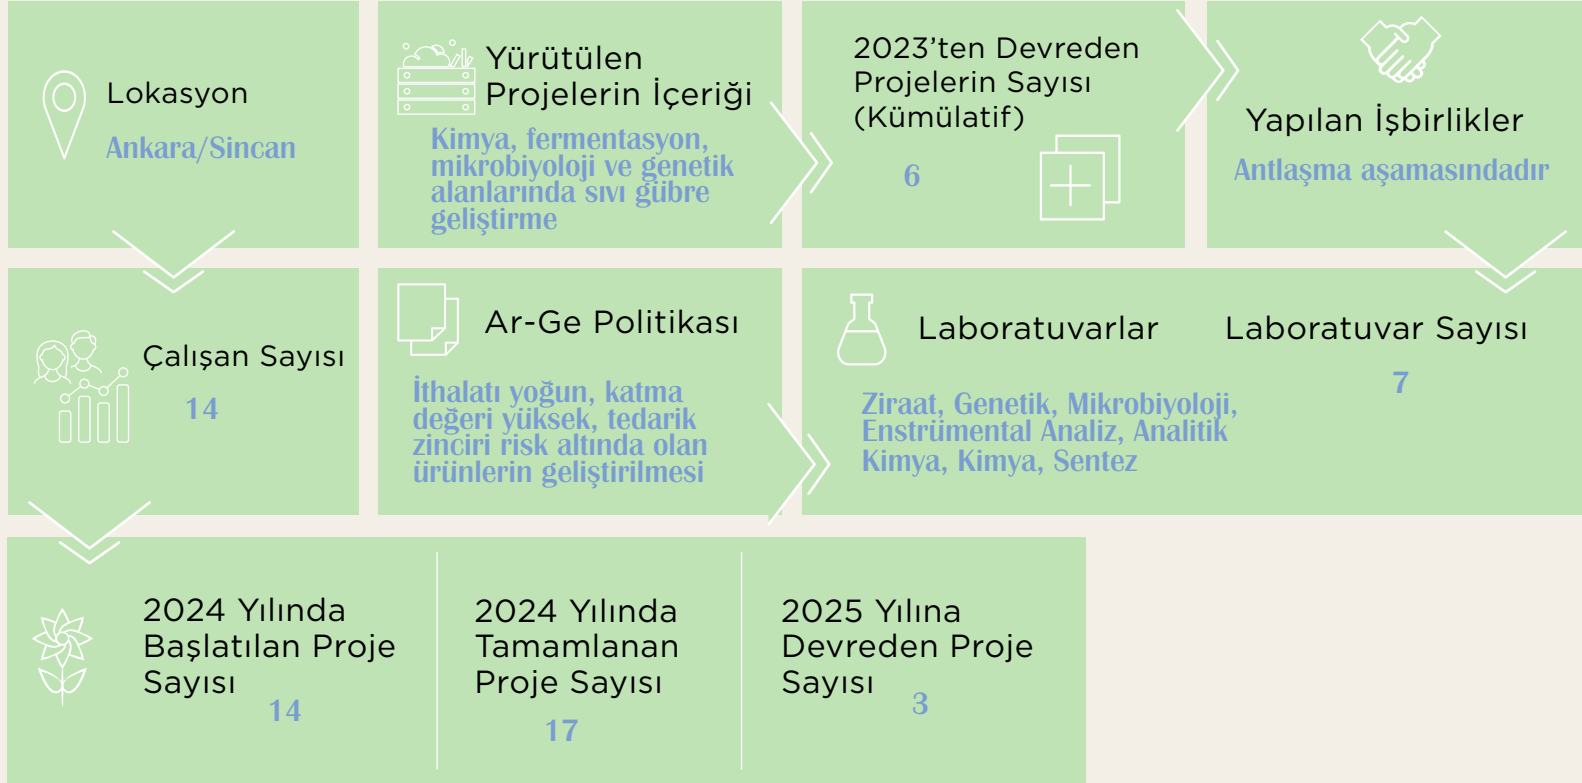 Lokasyon
Ankara/Sincan
Yürütülen
Projelerin İçeriği
Kimya, fermentasyon,
mikrobiyoloji ve genetik
alanlarında sıvı gübre
geliştirme
2023’ten Devreden
Projelerin Sayısı
(Kümülatif)
6
Yapılan İşbirlikler
Antlaşma aşamasındadır
Çalışan Sayısı
14
Ar-Ge Politikası
İthalatı yoğun, katma
değeri yüksek, tedarik
zinciri risk altında olan
ürünlerin geliştirilmesi
Laboratuvarlar
Ziraat, Genetik, Mikrobiyoloji,
Enstrümental Analiz, Analitik
Kimya, Kimya, Sentez
Laboratuvar Sayısı
7
2024 Yılında
Başlatılan Proje
Sayısı
14
2024 Yılında
Tamamlanan
Proje Sayısı
17
2025 Yılına
Devreden Proje
Sayısı
3